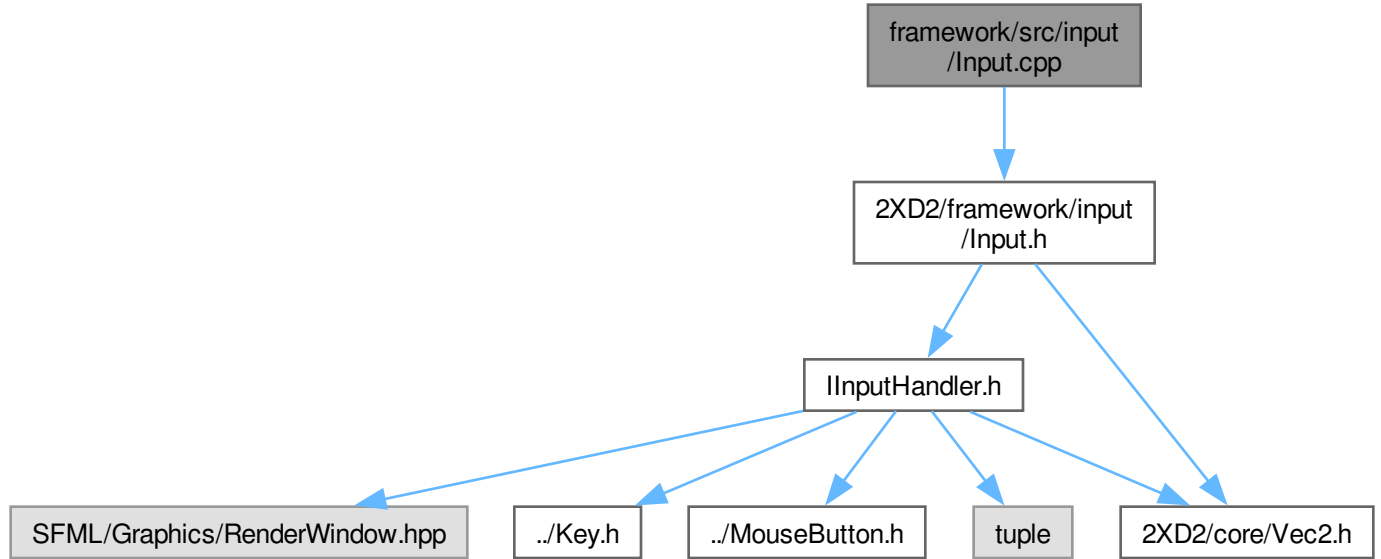 framework/src/input
/Input.cpp
2XD2/framework/input
/Input.h
IInputHandler.h
SFML/Graphics/RenderWindow.hpp
../Key.h
../MouseButton.h
tuple
2XD2/core/Vec2.h